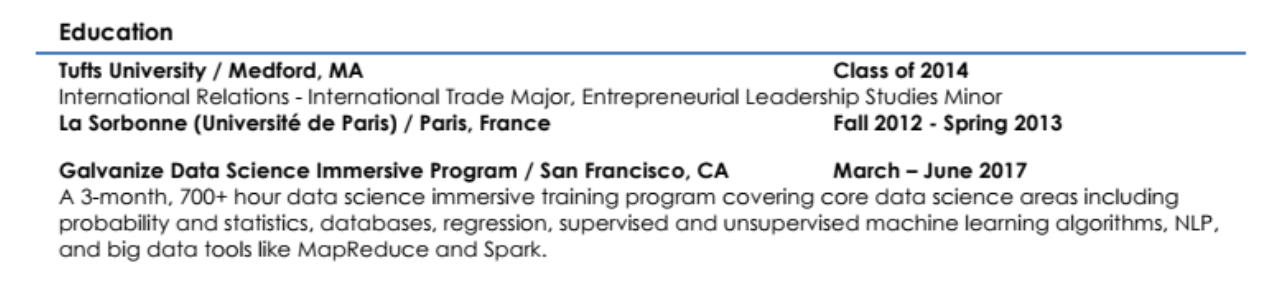 Education
Tufts University / Medford, MA Class of 2014
International Relations - International Trade Major, Entrepreneurial Leadership Studies Minor
La Sorbonne (Université de Paris) / Paris, France Fall 2012 - Spring 2013
Galvanize Data Science Immersive Program / San Francisco, CA March – June 2017
A 3-month, 700+ hour data science immersive training program covering core data science areas including
probability and statistics, databases, regression, supervised and unsupervised machine learning algorithms, NLP,
and big data tools like MapReduce and Spark.